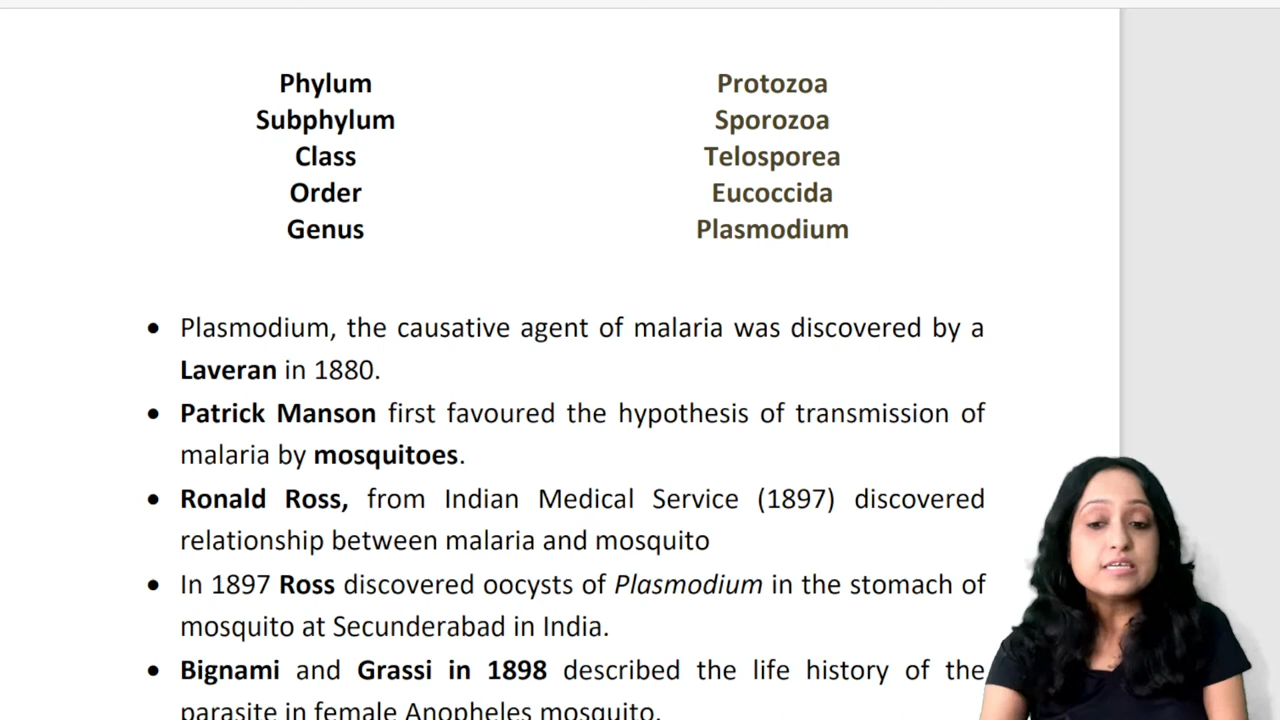 Phylum Protozoa
Subphylum Sporozoa
Class Telosporea
Order Eucoccida
Genus Plasmodium
• Plasmodium, the causative agent of malaria was discovered by a
Laveran in 1880.
• Patrick Manson first favoured the hypothesis of transmission of
malaria by mosquitoes.
• Ronald Ross, from Indian Medical Service (1897) discovered
relationship between malaria and mosquito
• In 1897 Ross discovered oocysts of Plasmodium in the stomach of
mosquito at Secunderabad in India.
• Bignami and Grassi in 1898 described the life history of the
parasite in female Anopheles mosquito.